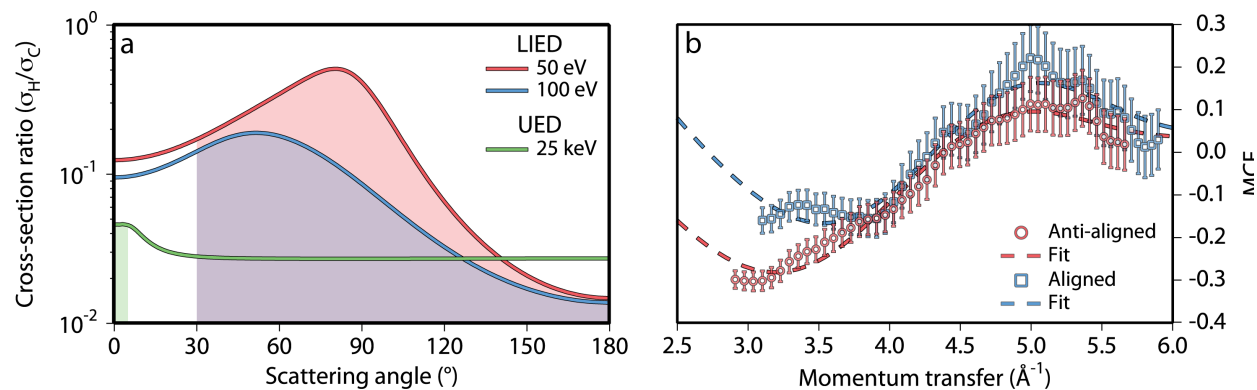 a
Cross-section ratio (σH/σC)
10⁰
10⁻¹
10⁻²
LIED
50 eV
100 eV
UED
25 keV
0 30 60 90 120 150 180
Scattering angle (°)
b
0.3
0.2
0.1
0.0
-0.1
-0.2
-0.3
-0.4
MCF
Anti-aligned
Fit
Aligned
Fit
2.5 3.0 3.5 4.0 4.5 5.0 5.5 6.0
Momentum transfer (Å⁻¹)